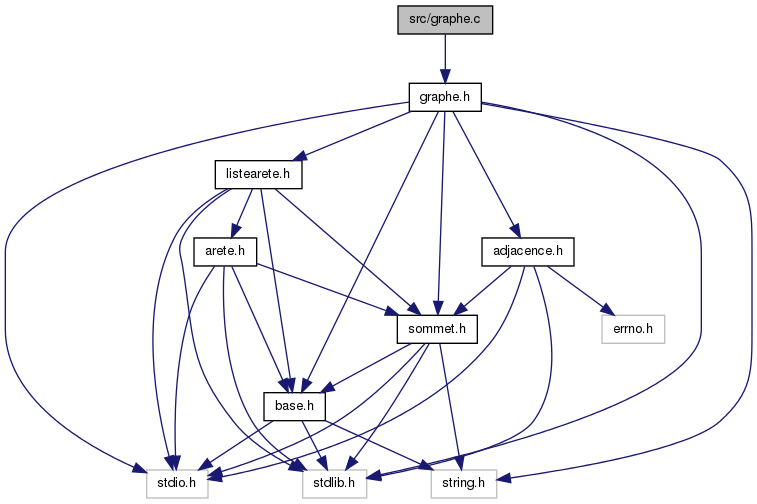 src/graphe.c
graphe.h
listearete.h
arete.h
adjacence.h
sommet.h
errno.h
base.h
stdio.h
stdlib.h
string.h